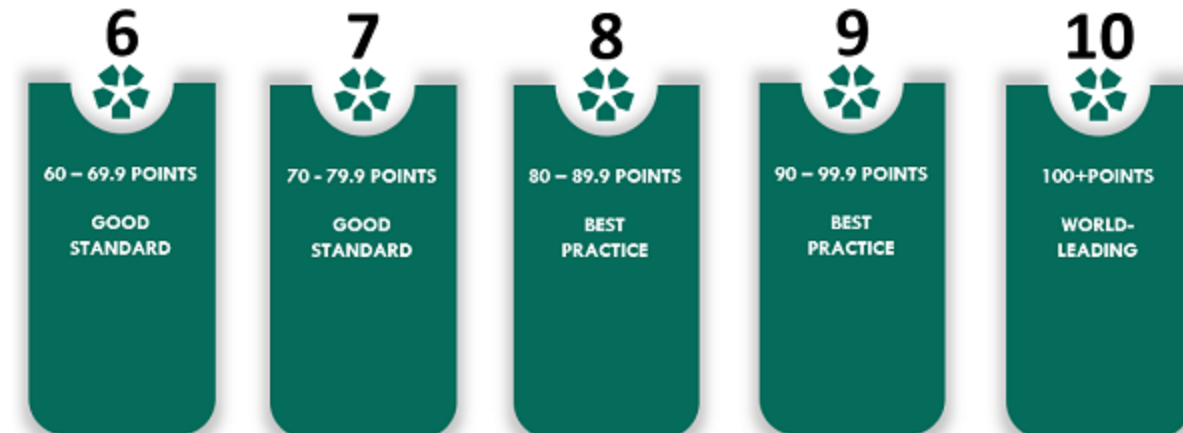 6
60 – 69.9 POINTS
GOOD
STANDARD
7
70 - 79.9 POINTS
GOOD
STANDARD
8
80 – 89.9 POINTS
BEST
PRACTICE
9
90 – 99.9 POINTS
BEST
PRACTICE
10
100+POINTS
WORLD-
LEADING